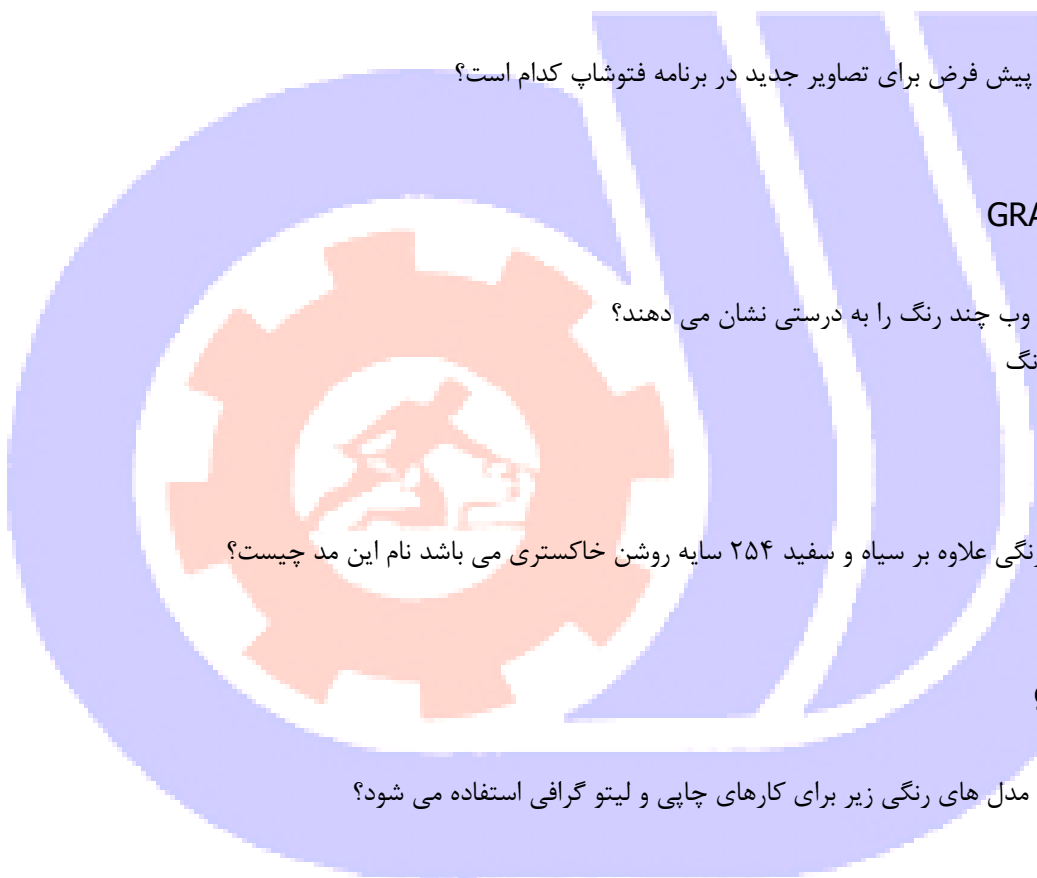 پیش فرض برای تصاویر جدید در برنامه فتوشاپ کدام است؟
GRA
وب چند رنگ را به درستی نشان می دهند؟
نگ
رنگی علاوه بر سیاه و سفید ۲۵۴ سایه روشن خاکستری می باشد نام این مد چیست؟
مدل های رنگی زیر برای کارهای چاپی و لیتو گرافی استفاده می شود؟